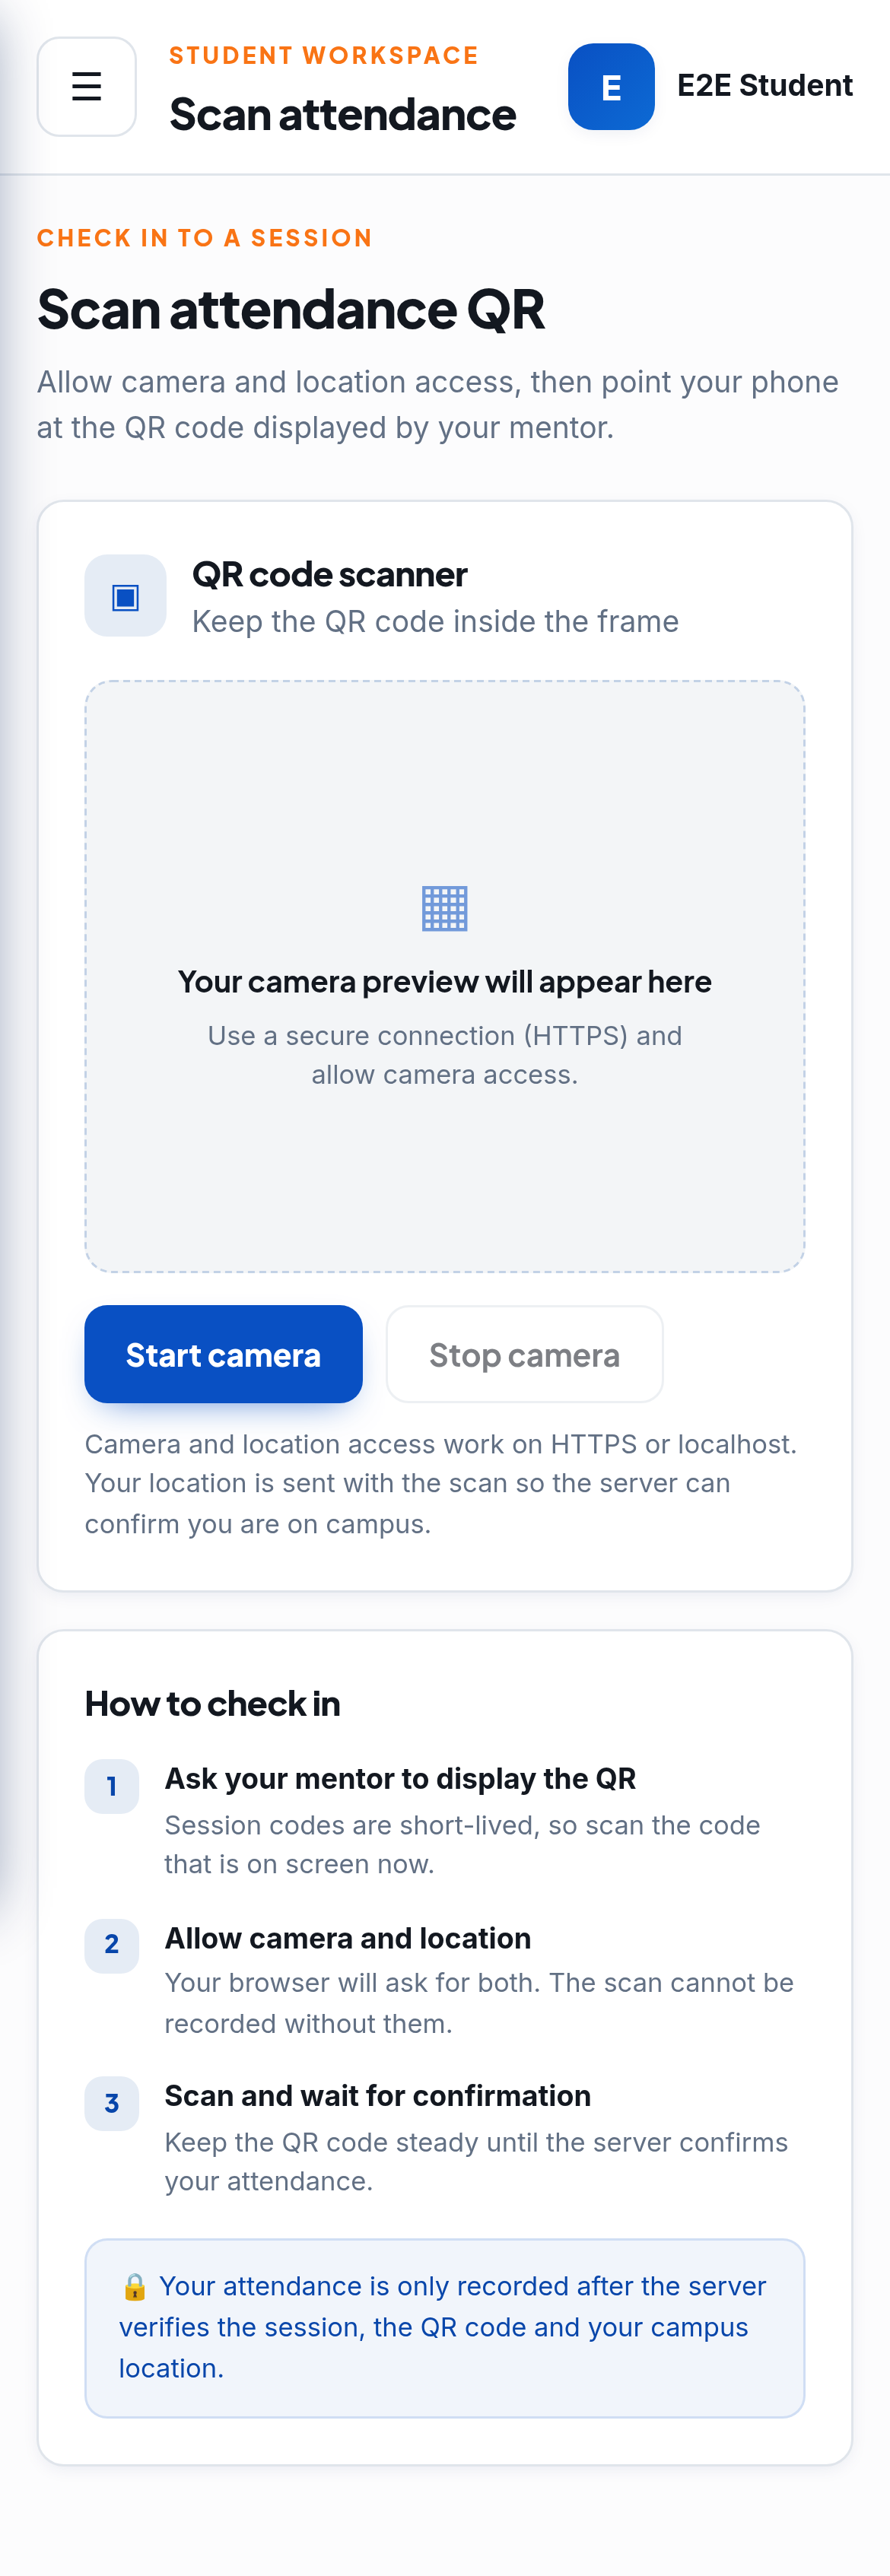 ☰
STUDENT WORKSPACE
Scan attendance
E
E2E Student
CHECK IN TO A SESSION
Scan attendance QR
Allow camera and location access, then point your phone
at the QR code displayed by your mentor.
▣
QR code scanner
Keep the QR code inside the frame
▦
Your camera preview will appear here
Use a secure connection (HTTPS) and
allow camera access.
Start camera
Stop camera
Camera and location access work on HTTPS or localhost.
Your location is sent with the scan so the server can
confirm you are on campus.
How to check in
1
Ask your mentor to display the QR
Session codes are short-lived, so scan the code
that is on screen now.
2
Allow camera and location
Your browser will ask for both. The scan cannot be
recorded without them.
3
Scan and wait for confirmation
Keep the QR code steady until the server confirms
your attendance.
🔒 Your attendance is only recorded after the server
verifies the session, the QR code and your campus
location.